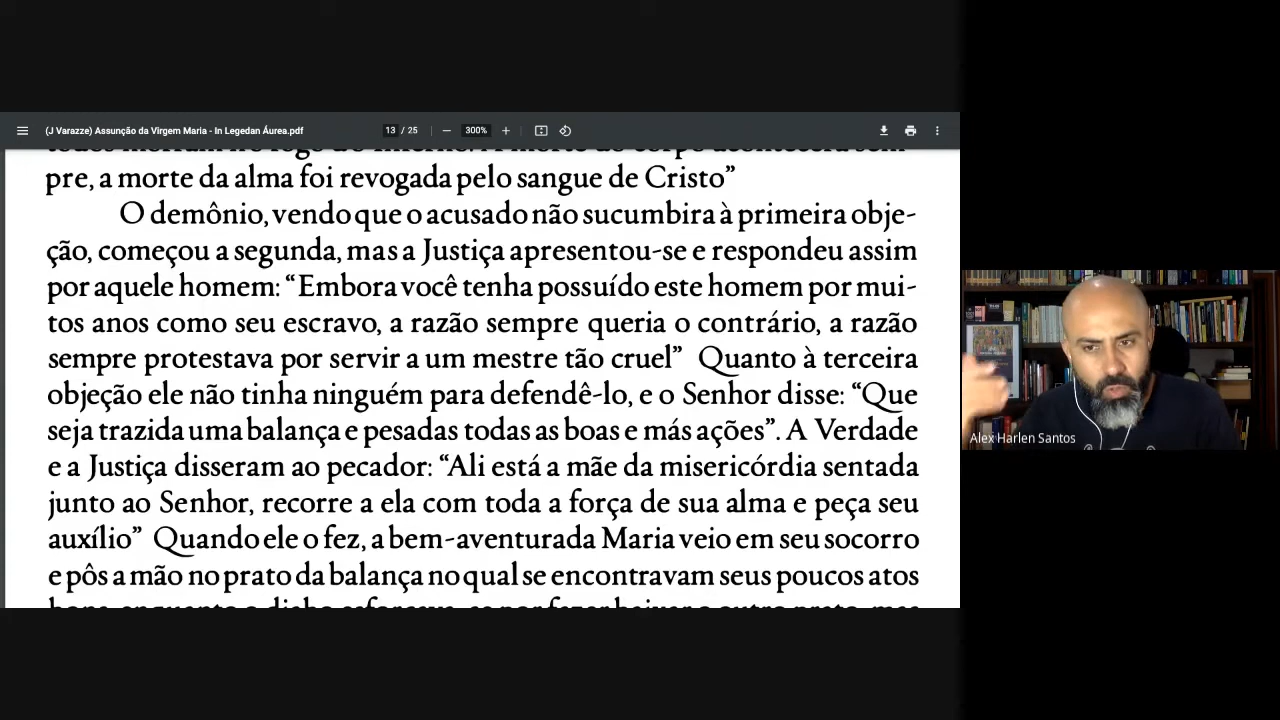 (J Varazze) Assunção da Virgem Maria - In Legedan Áurea.pdf
13 / 25
300%
pre, a morte da alma foi revogada pelo sangue de Cristo”
O demônio, vendo que o acusado não sucumbira à primeira obje-
ção, começou a segunda, mas a Justiça apresentou-se e respondeu assim
por aquele homem: “Embora você tenha possuído este homem por mui-
tos anos como seu escravo, a razão sempre queria o contrário, a razão
sempre protestava por servir a um mestre tão cruel” Quanto à terceira
objeção ele não tinha ninguém para defendê-lo, e o Senhor disse: “Que
seja trazida uma balança e pesadas todas as boas e más ações”. A Verdade
e a Justiça disseram ao pecador: “Ali está a mãe da misericórdia sentada
junto ao Senhor, recorre a ela com toda a força de sua alma e peça seu
auxílio” Quando ele o fez, a bem-aventurada Maria veio em seu socorro
e pôs a mão no prato da balança no qual se encontravam seus poucos atos
Alex Harlen Santos